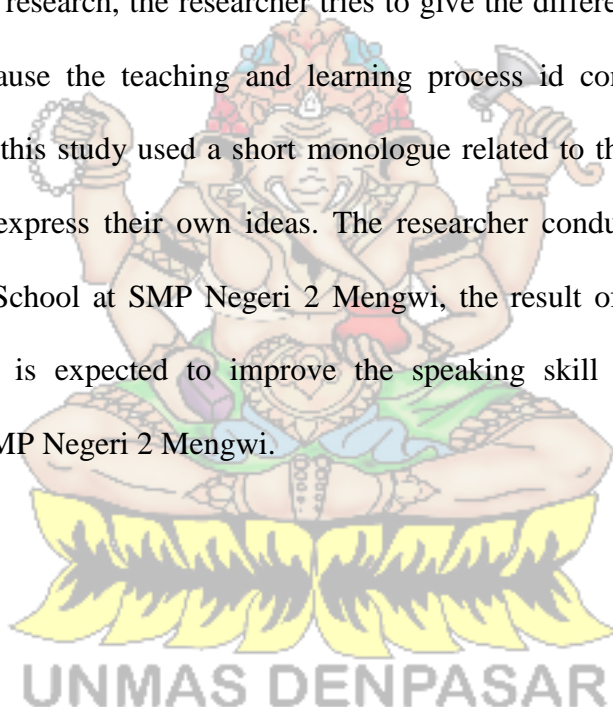 research, the researcher tries to give the differe
ause the teaching and learning process id co
this study used a short monologue related to th
express their own ideas. The researcher condu
School at SMP Negeri 2 Mengwi, the result o
is expected to improve the speaking skill
MP Negeri 2 Mengwi.
UNMAS DENPASAR